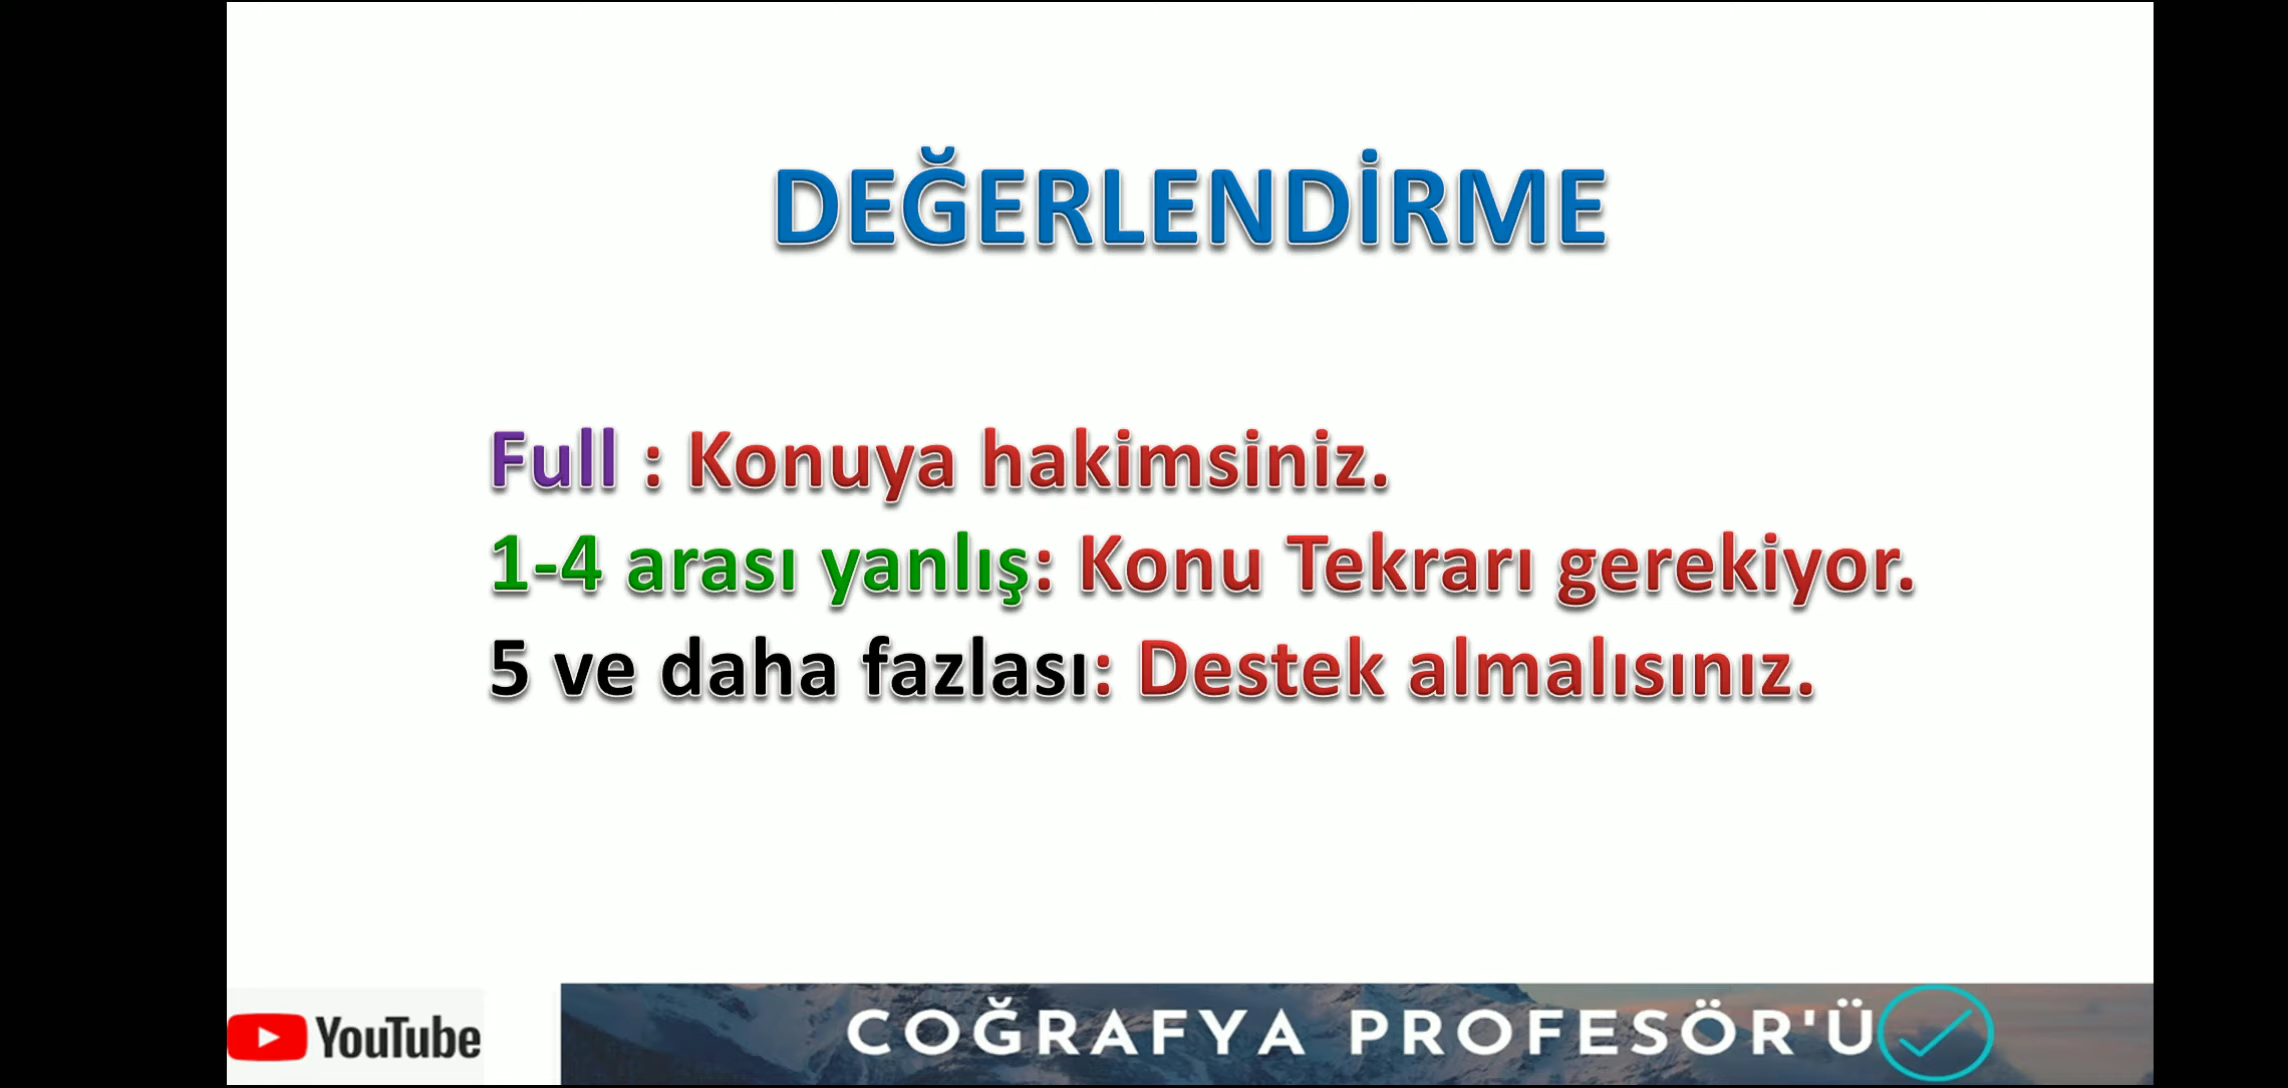 DEĞERLENDİRME
Full : Konuya hakimsiniz.
1-4 arası yanlış: Konu Tekrarı gerekiyor.
5 ve daha fazlası: Destek almalısınız.
YouTube
COĞRAFYA PROFESÖR'Ü